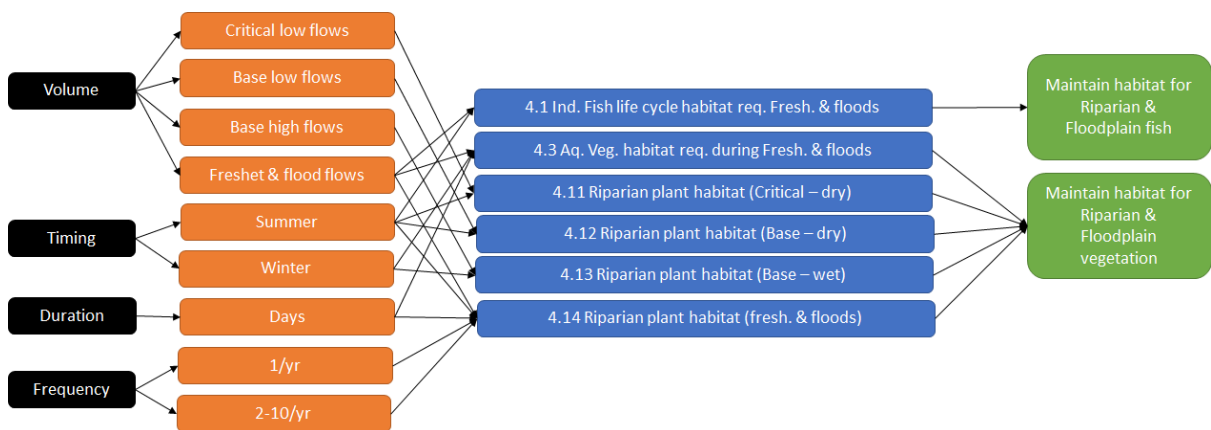 Volume
Timing
Duration
Frequency
Critical low flows
Base low flows
Base high flows
Freshet & flood flows
Summer
Winter
Days
1/yr
2-10/yr
4.1 Ind. Fish life cycle habitat req. Fresh. & floods
4.3 Aq. Veg. habitat req. during Fresh. & floods
4.11 Riparian plant habitat (Critical – dry)
4.12 Riparian plant habitat (Base – dry)
4.13 Riparian plant habitat (Base – wet)
4.14 Riparian plant habitat (fresh. & floods)
Maintain habitat for
Riparian &
Floodplain fish
Maintain habitat for
Riparian &
Floodplain
vegetation